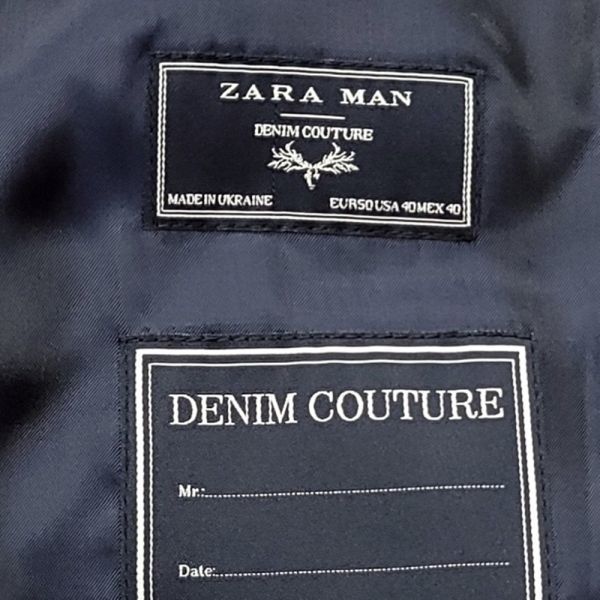 ZARA MAN
DENIM COUTURE
MADE IN UKRAINE EUR50 USA 40 MEX 40
DENIM COUTURE
Mr.:
Date: